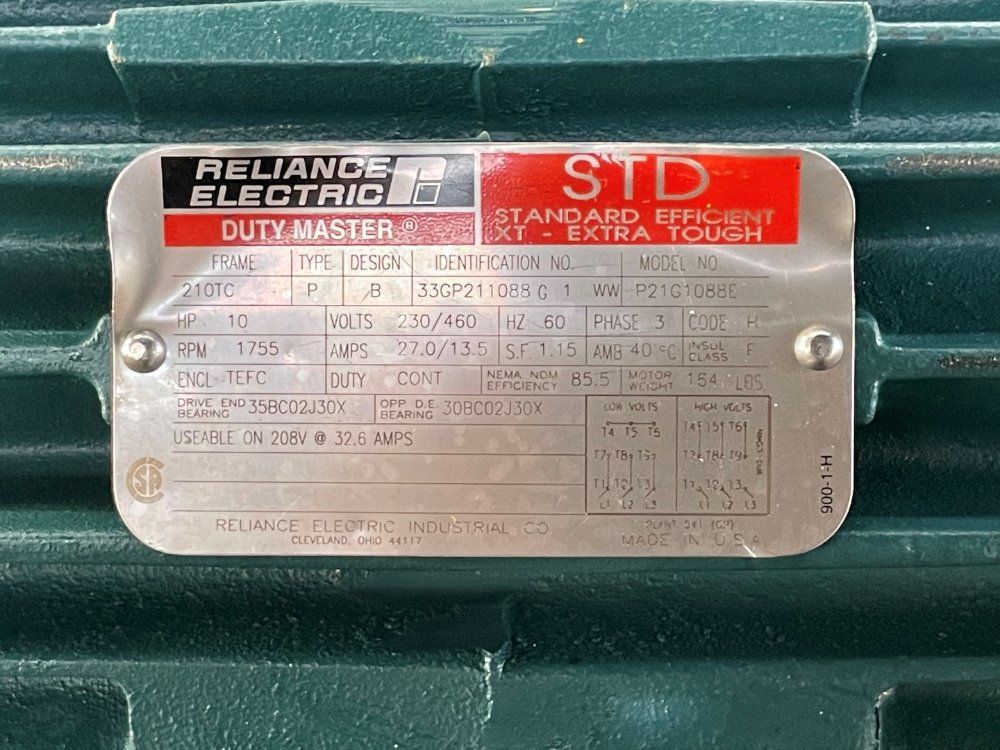 RELIANCE
ELECTRIC
DUTY MASTER®
STD
STANDARD EFFICIENT
XT - EXTRA TOUGH
FRAME TYPE DESIGN IDENTIFICATION NO. MODEL NO
210TC P B 33GP211088 G 1 WW P21G1088E
HP 10 VOLTS 230/460 HZ 60 PHASE 3 CODE H
RPM 1755 AMPS 27.0/13.5 S.F. 1.15 AMB 40 °C INSUL CLASS F
ENCL TEFC DUTY CONT NEMA NOM EFFICIENCY 85.5 MOTOR WEIGHT 164 LBS
DRIVE END BEARING 35BC02J30X OPP D.E. BEARING 30BC02J30X
USEABLE ON 208V @ 32.6 AMPS
LOW VOLTS HIGH VOLTS
T4 T5 T6 T4 T5 T6
T7 T8 T9 T7 T8 T9
T1 T2 T3 T1 T2 T3
L1 L2 L3 L1 L2 L3
SA
900-1-H
RELIANCE ELECTRIC INDUSTRIAL CO
CLEVELAND, OHIO 44117
PLANT
MADE IN U.S.A